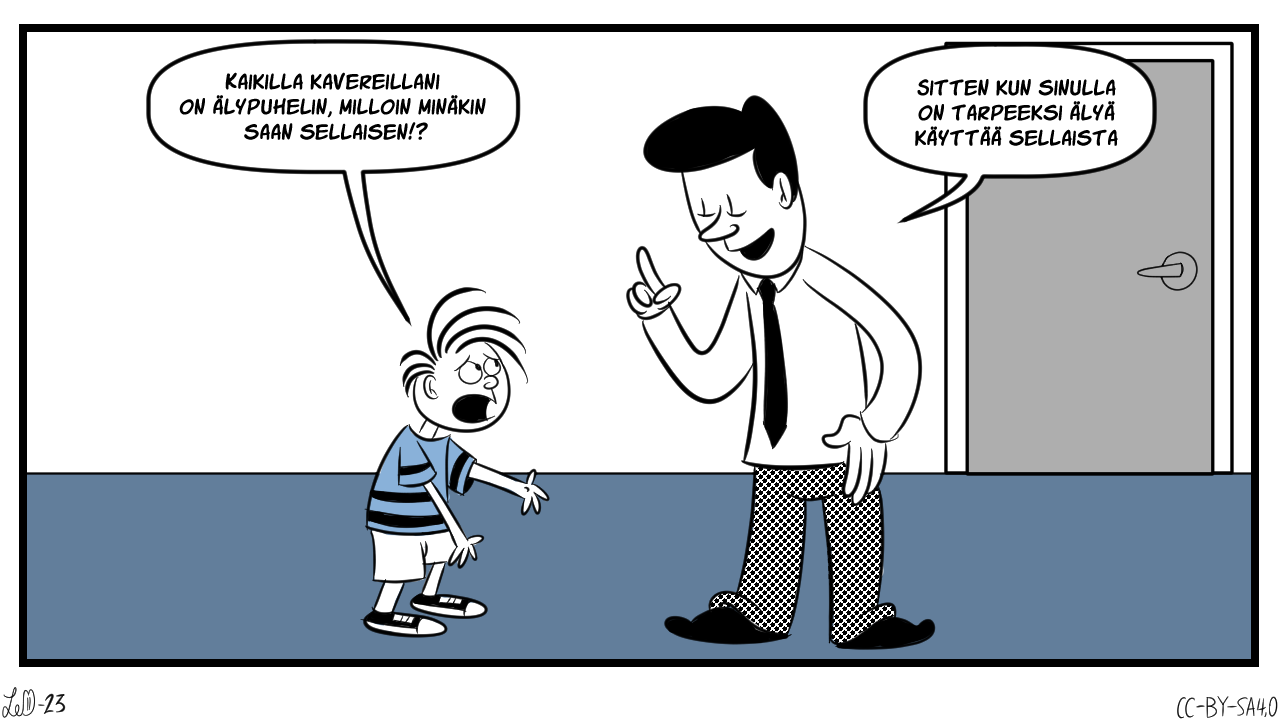 KAIKILLA KAVEREILLANI
ON ÄLYPUHELIN, MILLOIN MINÄKIN
SAAN SELLAISEN!?
SITTEN KUN SINULLA
ON TARPEEKSI ÄLYÄ
KÄYTTÄÄ SELLAISTA
-23
CC-BY-SA4.0